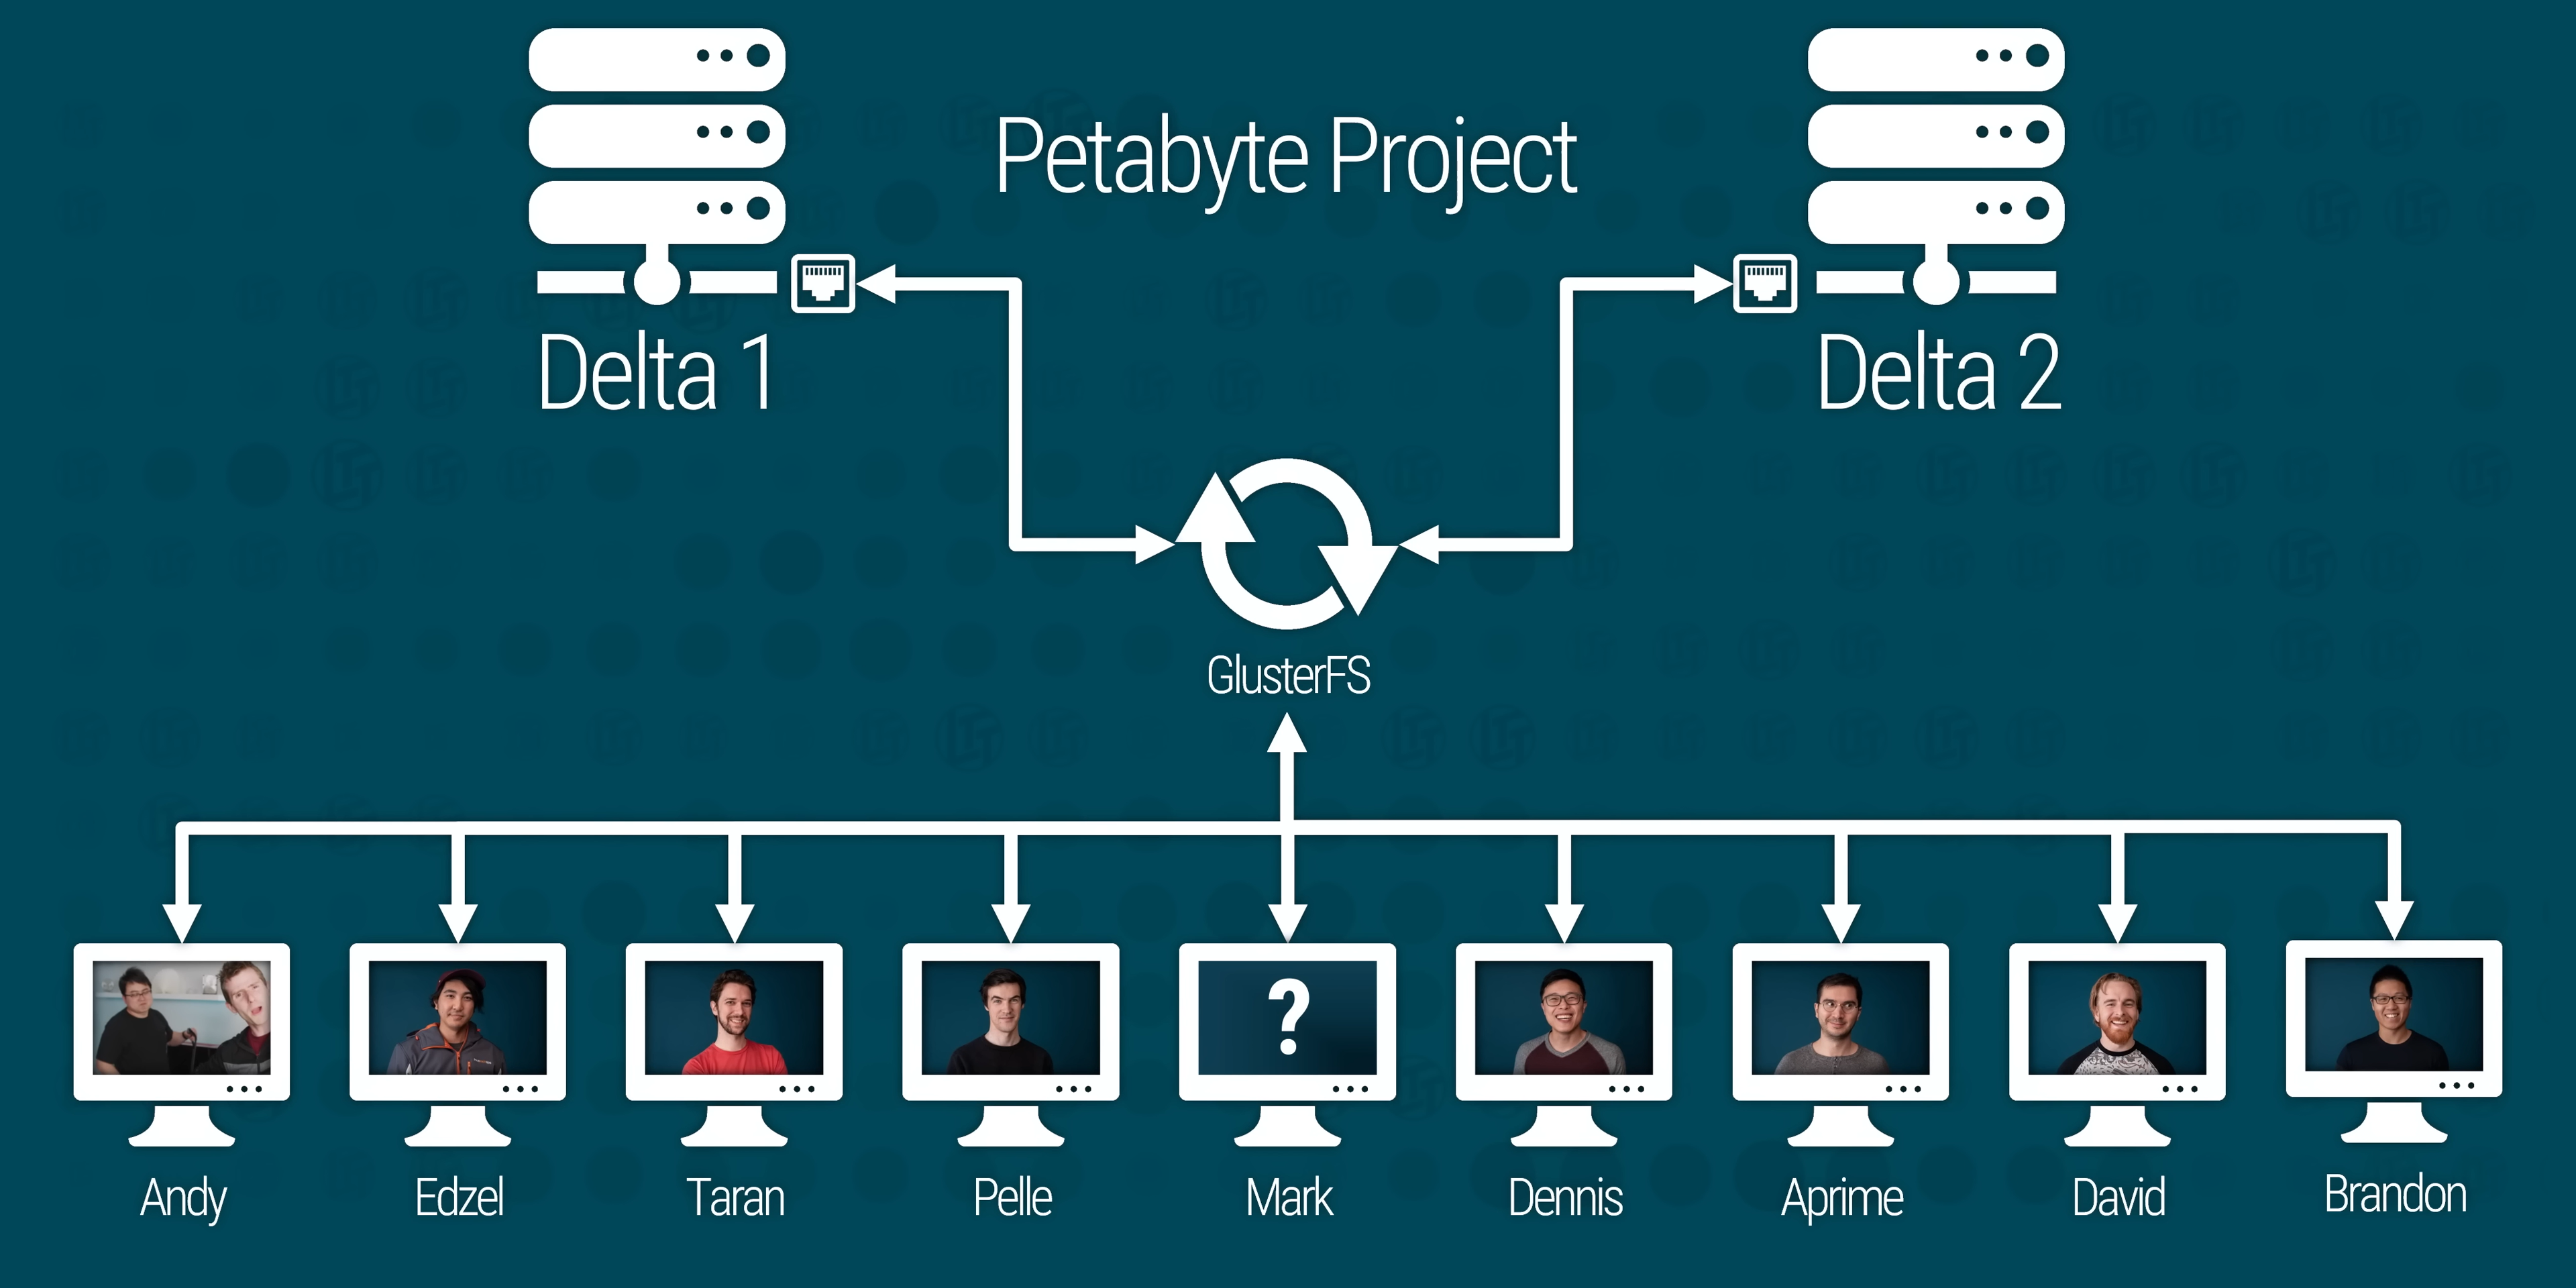 Petabyte Project
Delta 1
Delta 2
GlusterFS
?
Andy
Edzel
Taran
Pelle
Mark
Dennis
Aprime
David
Brandon